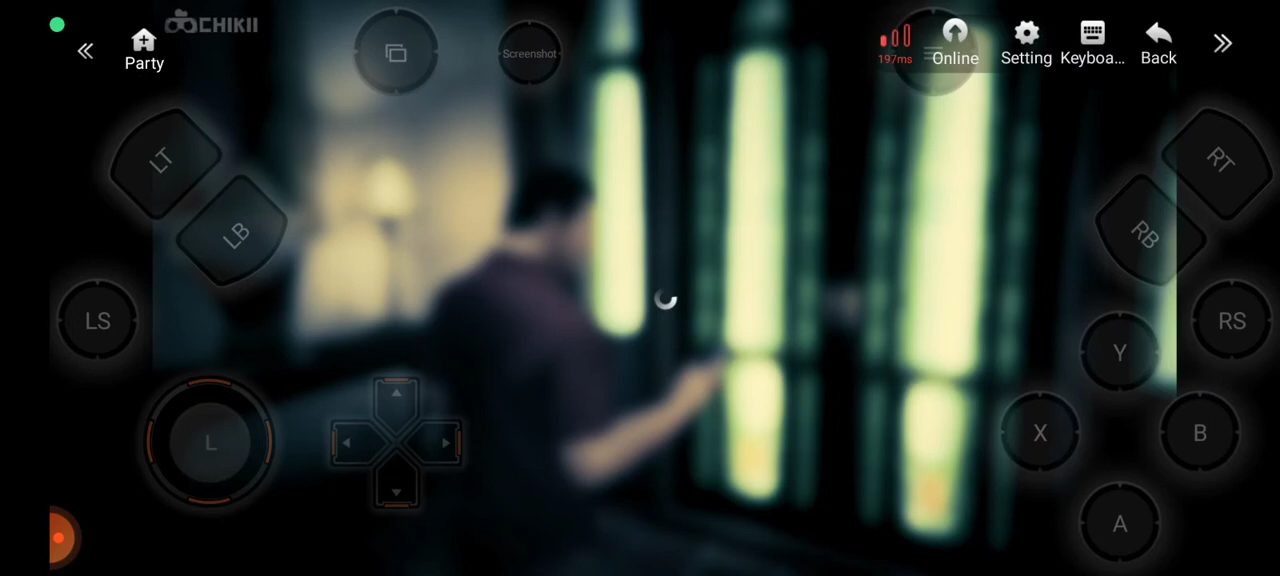 CHIKII
Party
Screenshot
197ms
Online
Setting
Keyboa...
Back
LT
LB
RT
RB
LS
RS
Y
L
X
B
A